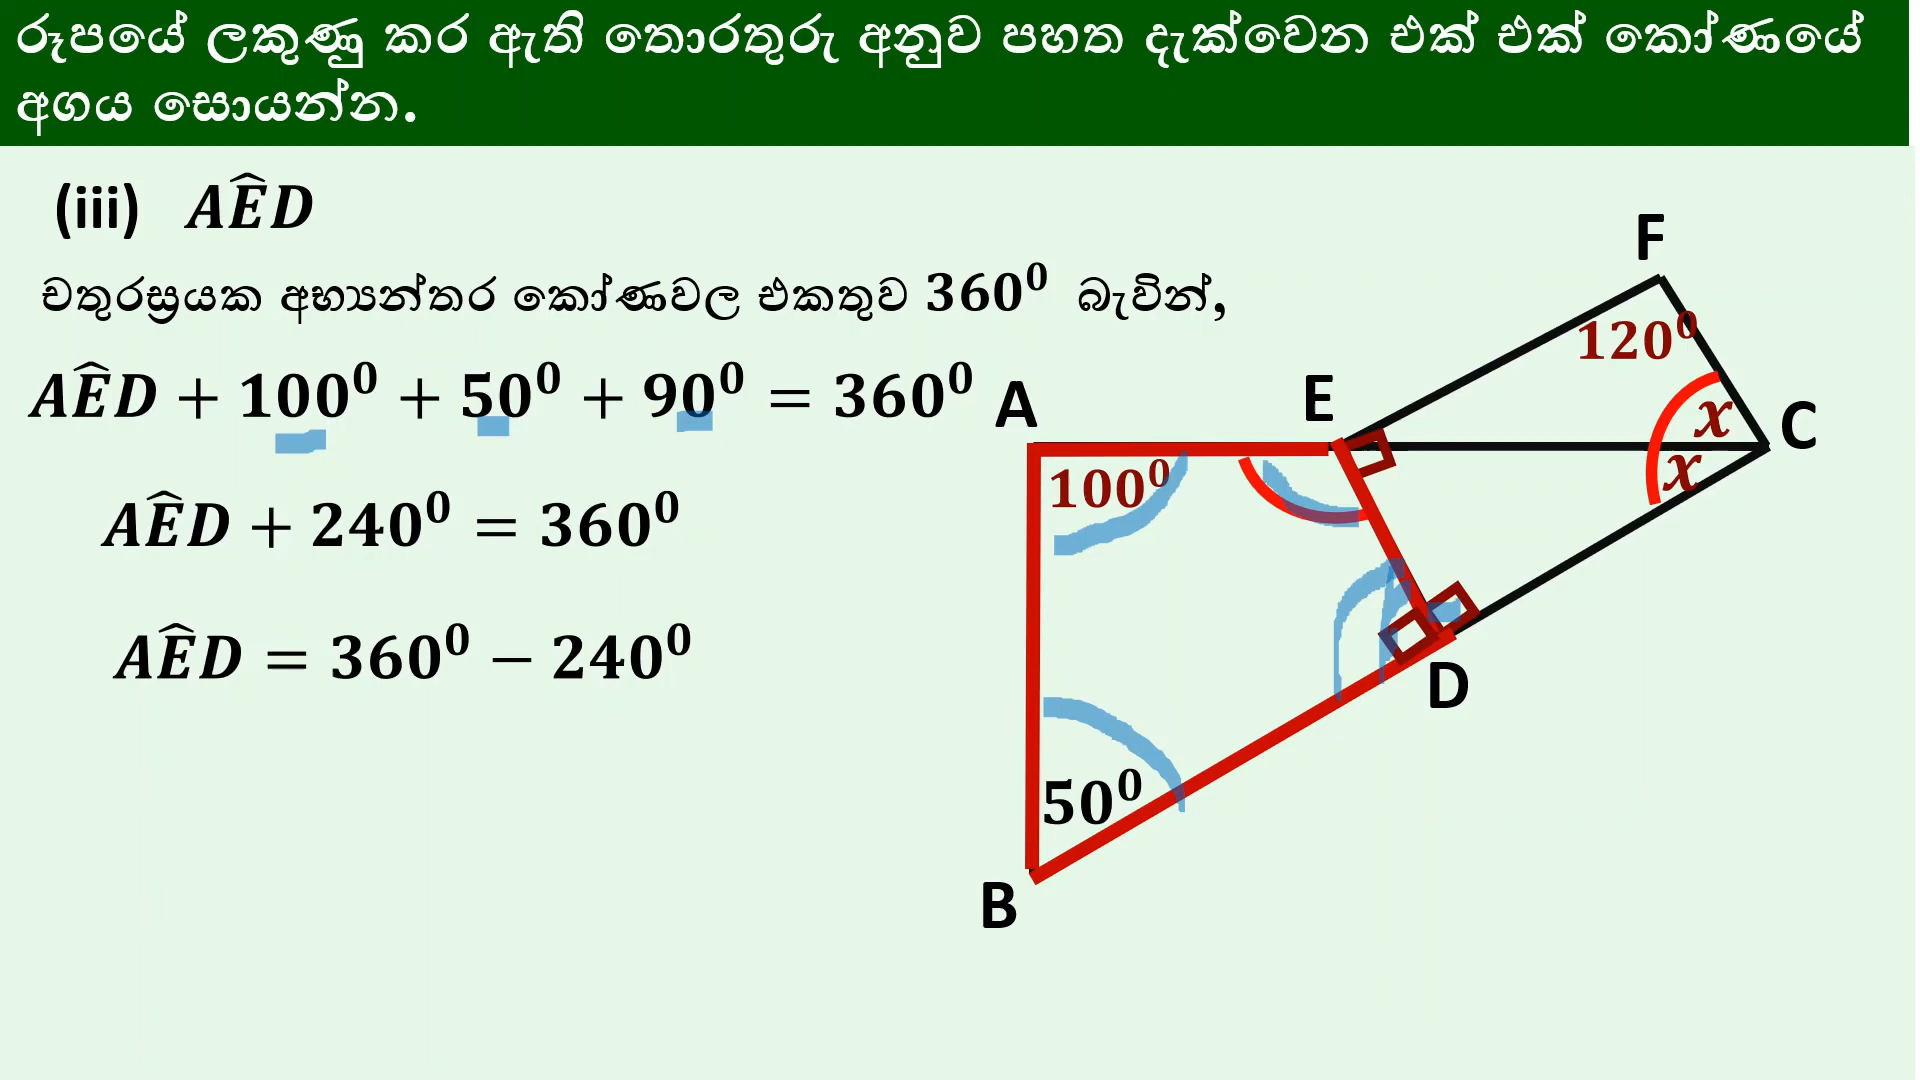 රූපයේ ලකුණු කර ඇති තොරතුරු අනුව පහත දැක්වෙන එක් එක් කෝණයේ
අගය සොයන්න.
(iii) AÊD
චතුරස්‍රයක අභ්‍යන්තර කෝණවල එකතුව 360⁰ බැවින්,
AÊD + 100⁰ + 50⁰ + 90⁰ = 360⁰
AÊD + 240⁰ = 360⁰
AÊD = 360⁰ − 240⁰
F
120⁰
A
E
x
C
100⁰
x
D
50⁰
B